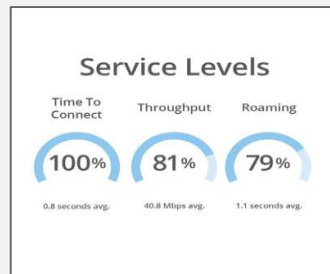 Service Levels
Time To
Connect
Throughput
Roaming
100%
81%
79%
0.8 seconds avg.
40.8 Mbps avg.
1.1 seconds avg.